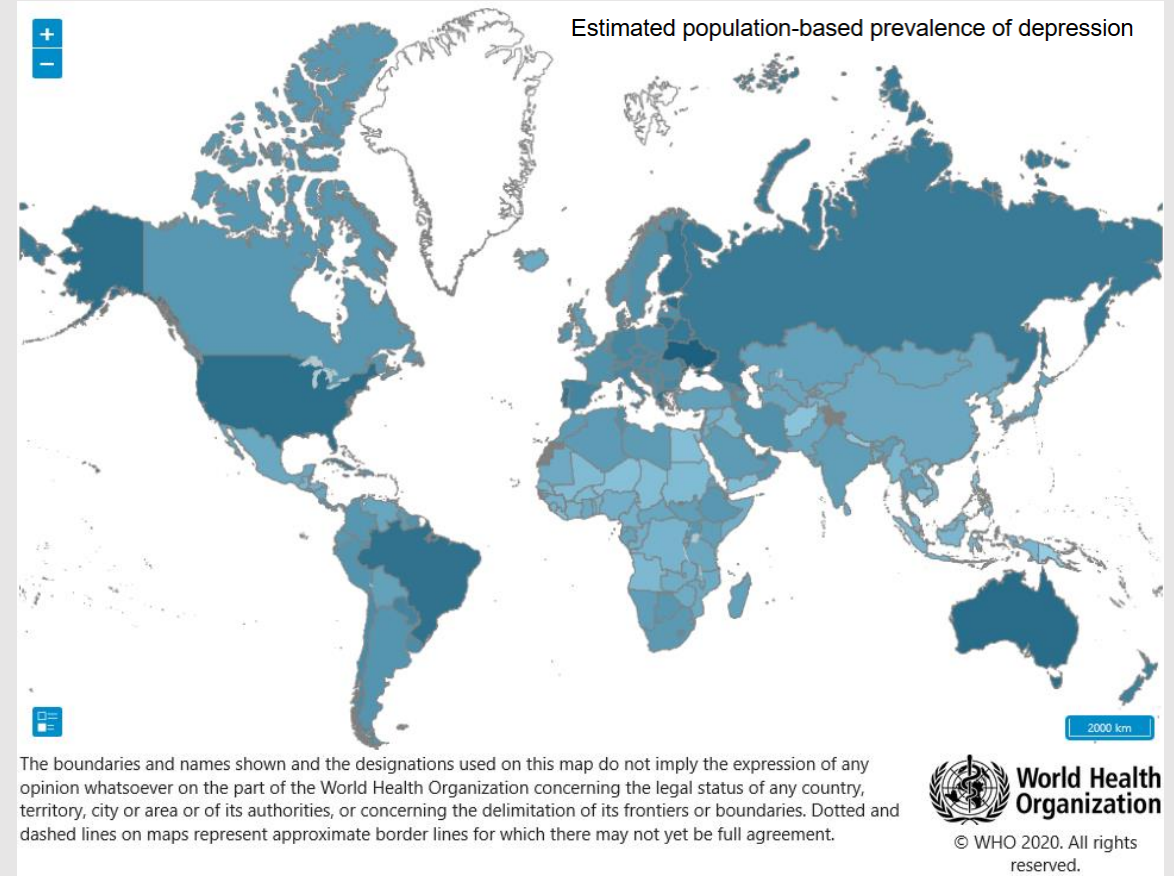 +
Estimated population-based prevalence of depression
−
2000 km
The boundaries and names shown and the designations used on this map do not imply the expression of any
opinion whatsoever on the part of the World Health Organization concerning the legal status of any country,
territory, city or area or of its authorities, or concerning the delimitation of its frontiers or boundaries. Dotted and
dashed lines on maps represent approximate border lines for which there may not yet be full agreement.
World Health
Organization
© WHO 2020. All rights
reserved.